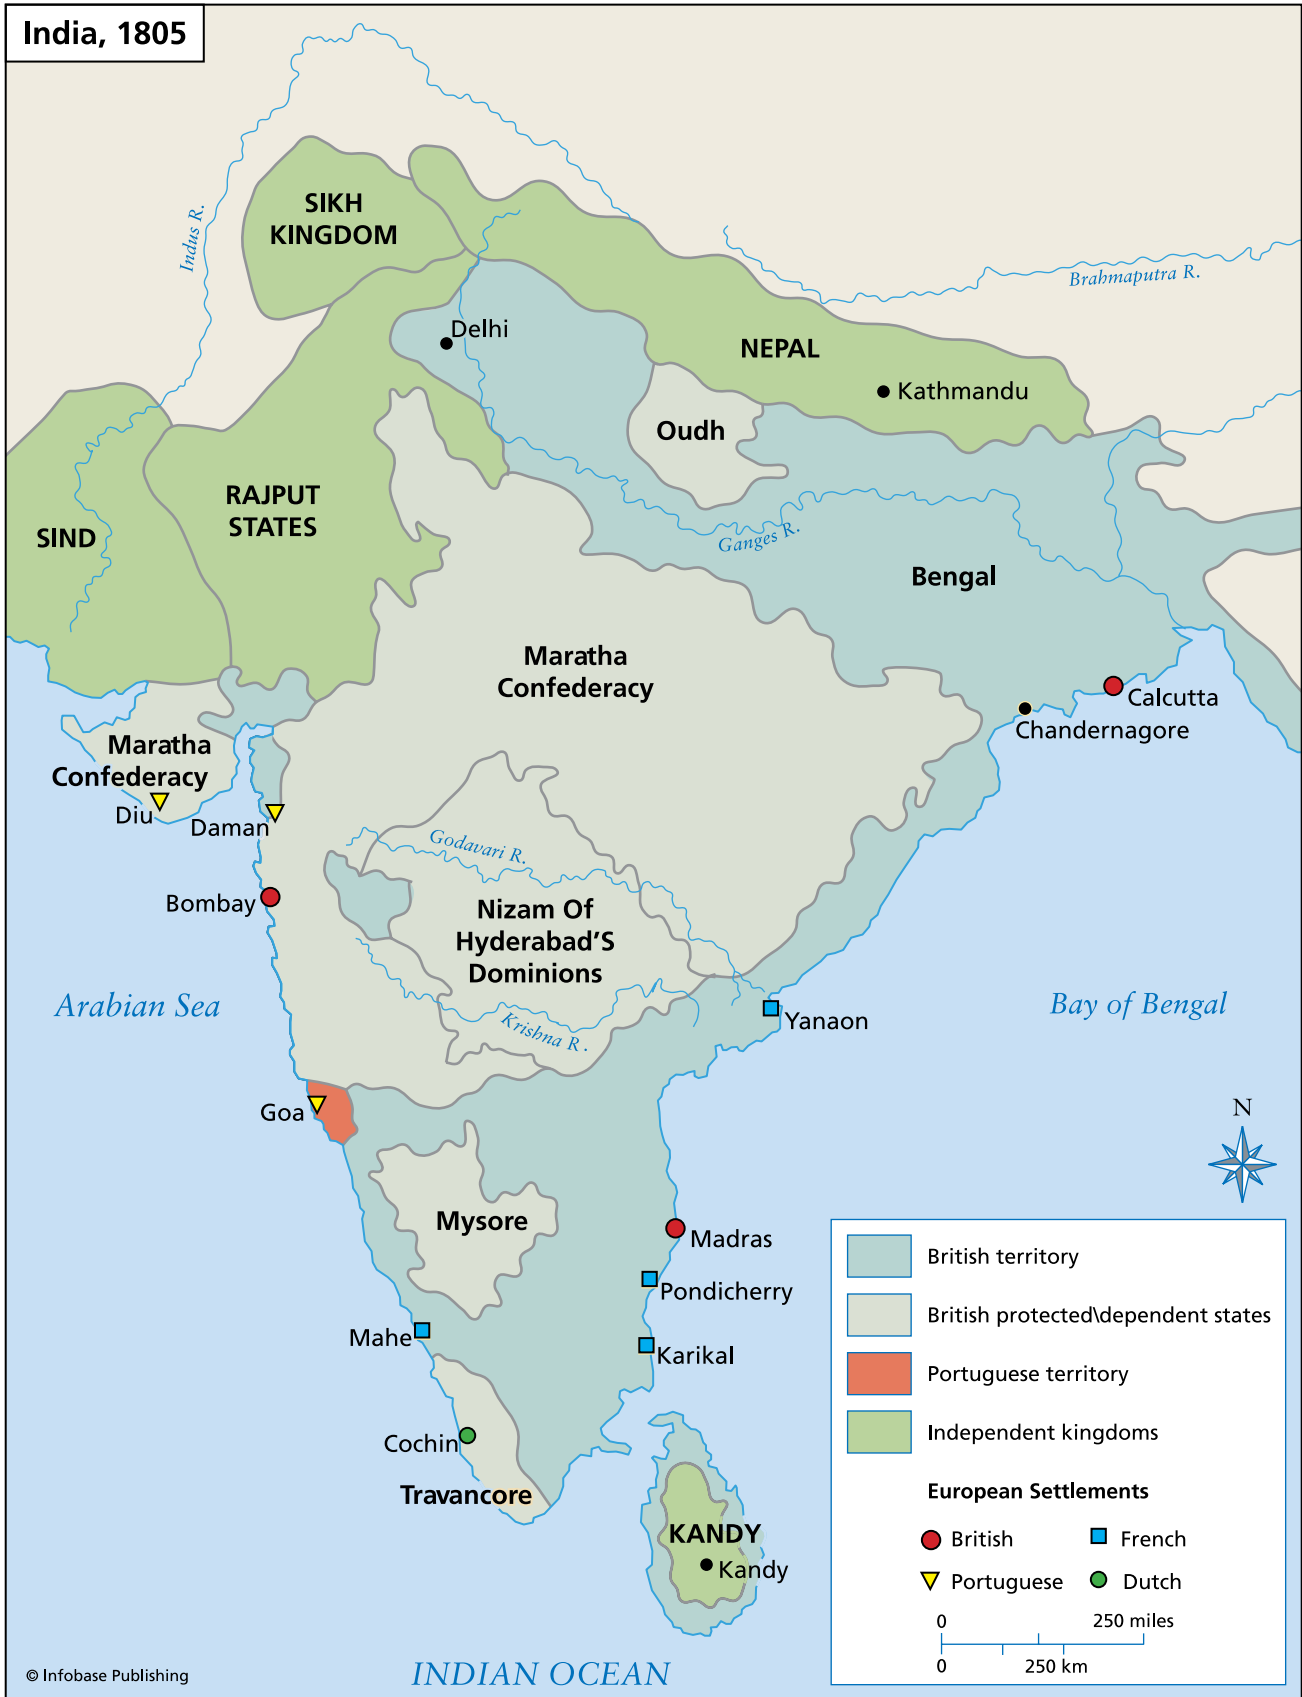 India, 1805
Indus R.
SIKH
KINGDOM
Brahmaputra R.
Delhi
NEPAL
Kathmandu
Oudh
RAJPUT
STATES
SIND
Ganges R.
Bengal
Maratha
Confederacy
Calcutta
Chandernagore
Maratha
Confederacy
Diu
Daman
Godavari R.
Bombay
Nizam Of
Hyderabad'S
Dominions
Arabian Sea
Bay of Bengal
Krishna R.
Yanaon
Goa
N
Mysore
Madras
Pondicherry
Mahe
Karikal
Cochin
Travancore
KANDY
Kandy
British territory
British protected\dependent states
Portuguese territory
Independent kingdoms
European Settlements
British
French
Portuguese
Dutch
0 250 miles
0 250 km
© Infobase Publishing
INDIAN OCEAN